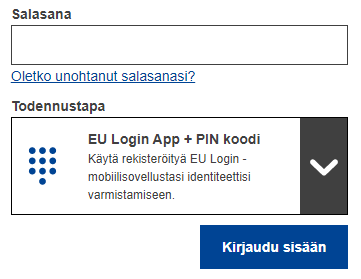 Salasana
Oletko unohtanut salasanasi?
Todennustapa
EU Login App + PIN koodi
Käytä rekisteröityä EU Login -
mobiilisovellustasi identiteettisi
varmistamiseen.
Kirjaudu sisään